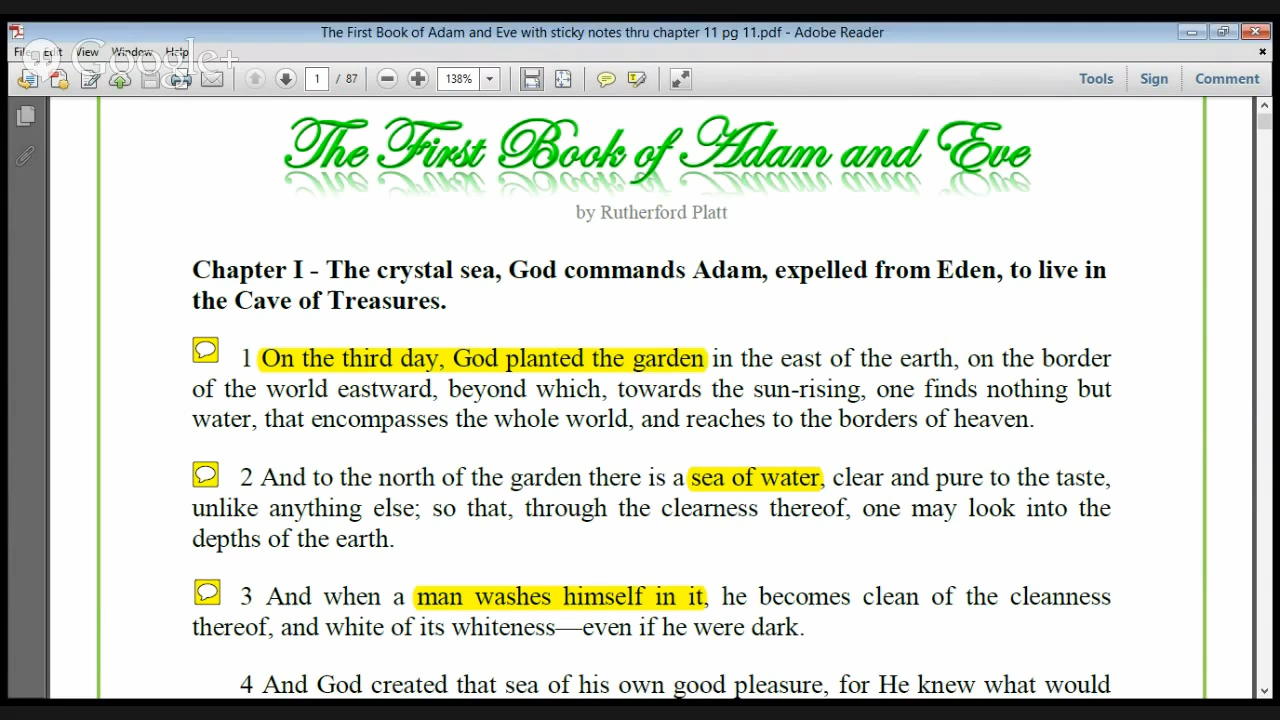 The First Book of Adam and Eve with sticky notes thru chapter 11 pg 11.pdf - Adobe Reader
File Edit View Window Help
Google+
1 / 87 138% Tools Sign Comment
The First Book of Adam and Eve
by Rutherford Platt
Chapter I - The crystal sea, God commands Adam, expelled from Eden, to live in
the Cave of Treasures.
1 On the third day, God planted the garden in the east of the earth, on the border
of the world eastward, beyond which, towards the sun-rising, one finds nothing but
water, that encompasses the whole world, and reaches to the borders of heaven.
2 And to the north of the garden there is a sea of water, clear and pure to the taste,
unlike anything else; so that, through the clearness thereof, one may look into the
depths of the earth.
3 And when a man washes himself in it, he becomes clean of the cleanness
thereof, and white of its whiteness—even if he were dark.
4 And God created that sea of his own good pleasure, for He knew what would